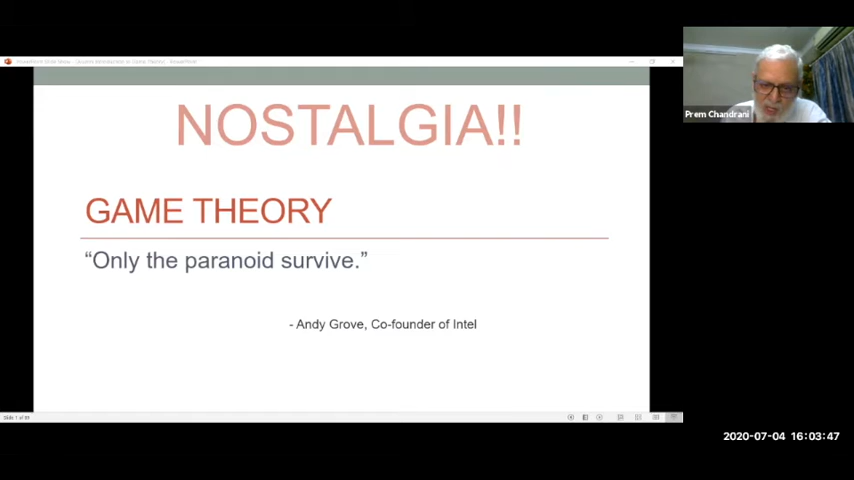 NOSTALGIA!!
Prem Chandrani
GAME THEORY
“Only the paranoid survive.”
- Andy Grove, Co-founder of Intel
2020-07-04 16:03:47